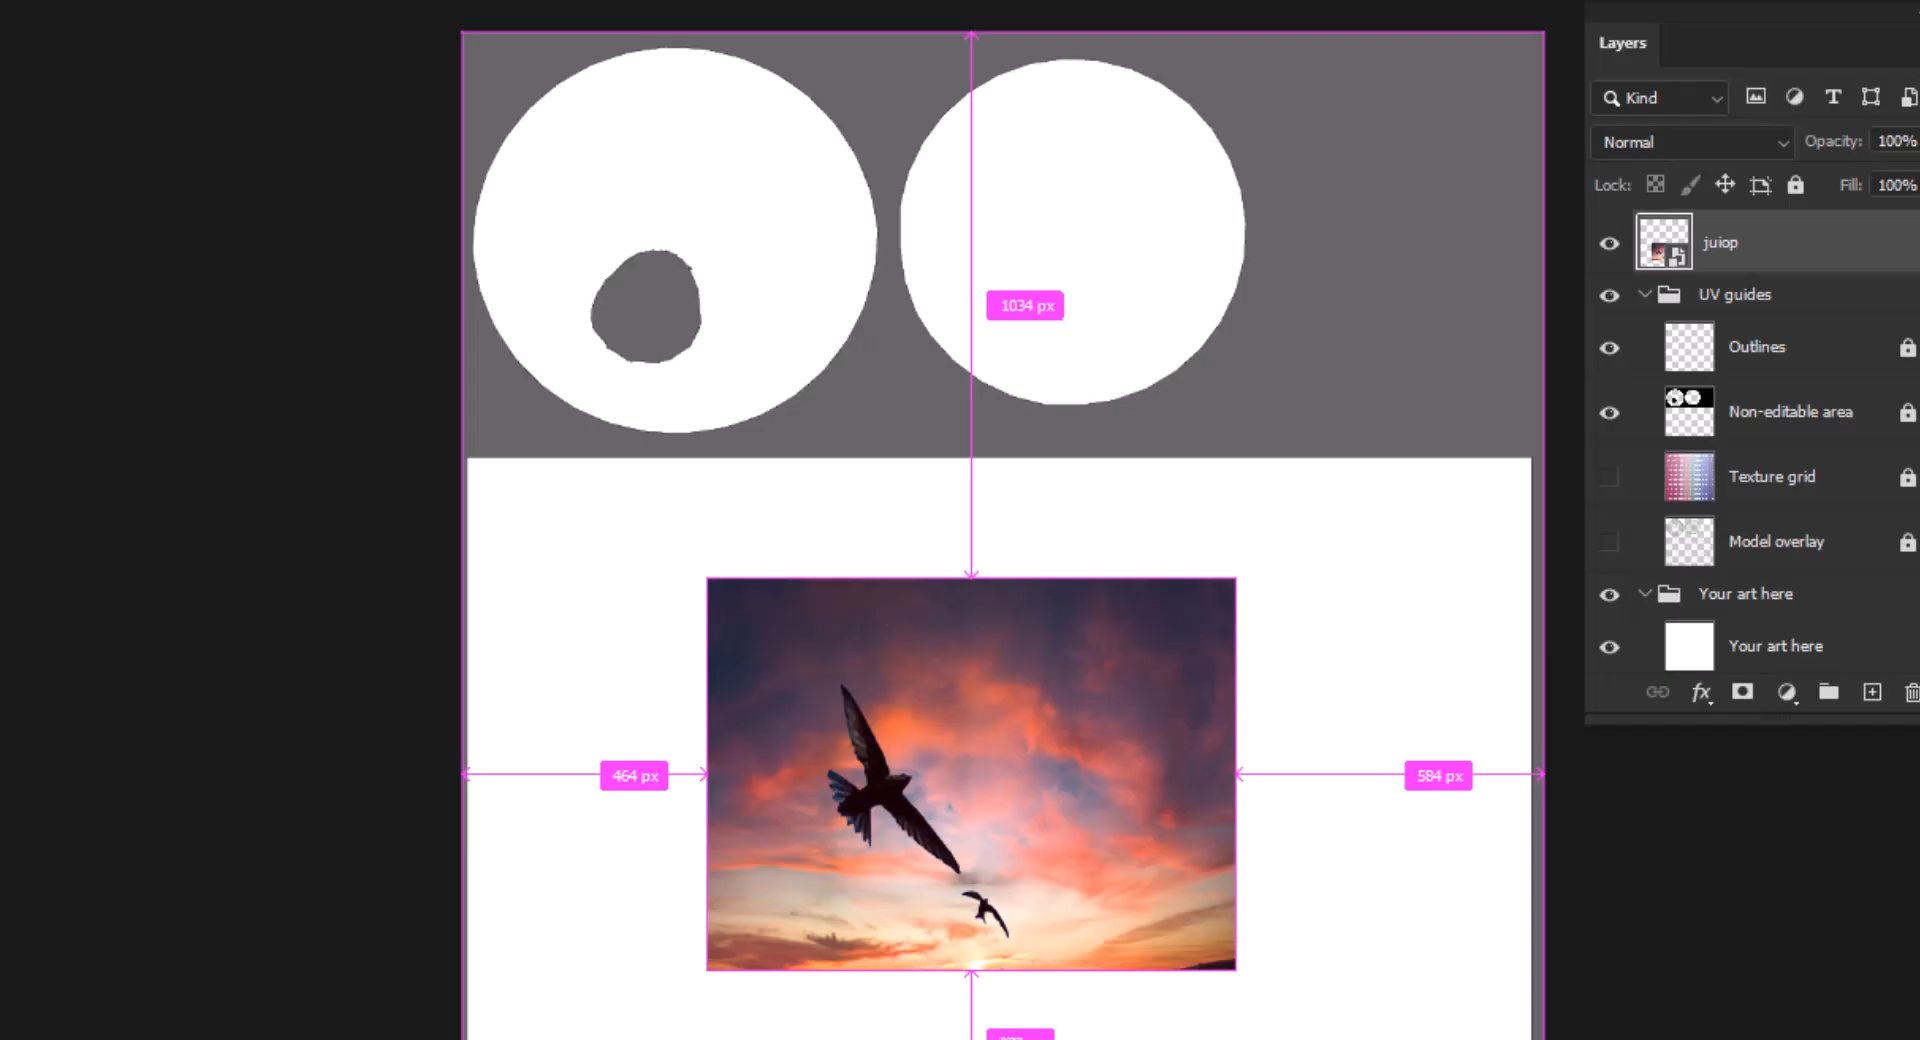 Layers
Kind
Normal
Opacity: 100%
Lock:
Fill: 100%
juiop
UV guides
Outlines
Non-editable area
Texture grid
Model overlay
Your art here
Your art here
fx
1034 px
464 px
584 px